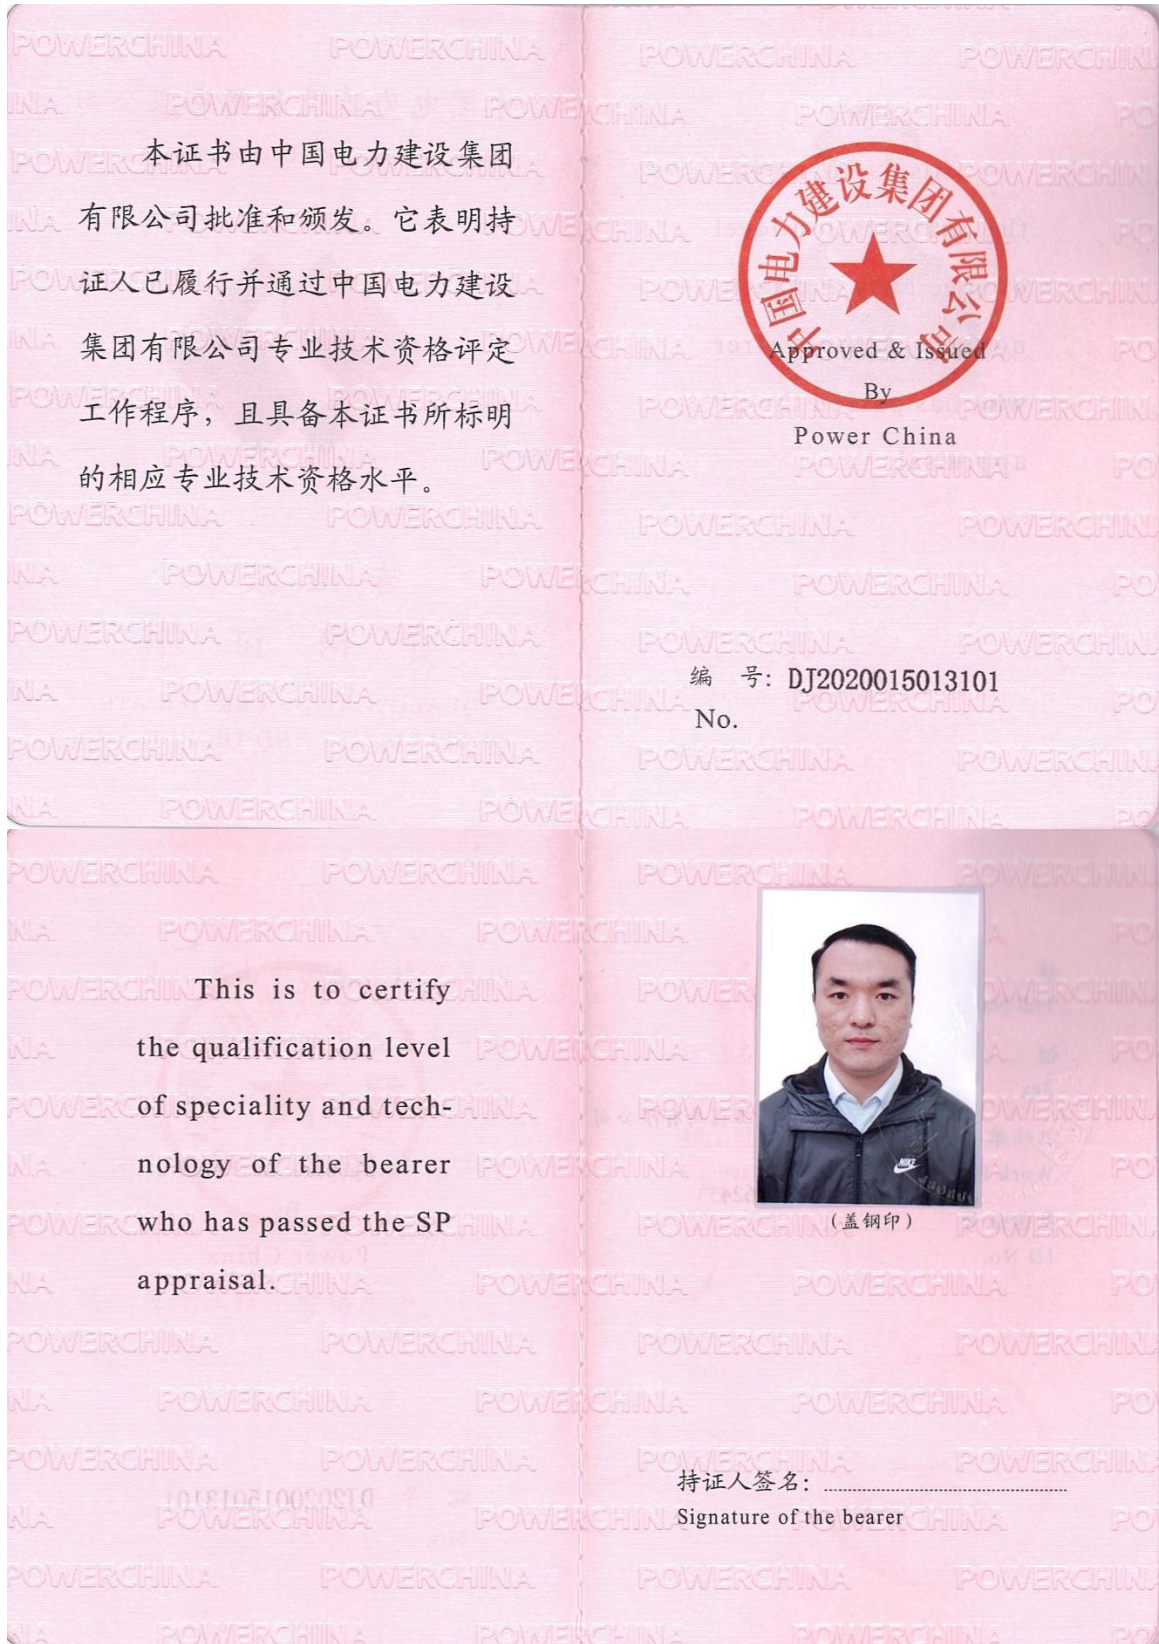 本证书由中国电力建设集团
有限公司批准和颁发。它表明持
证人已履行并通过中国电力建设
集团有限公司专业技术资格评定
工作程序，且具备本证书所标明
的相应专业技术资格水平。
中国电力建设集团有限公司
Approved & Issued
By
Power China
编 号: DJ2020015013101
No.
This is to certify
the qualification level
of speciality and tech-
nology of the bearer
who has passed the SP
appraisal.
NIKE
(盖钢印)
持证人签名:
Signature of the bearer
POWERCHINA